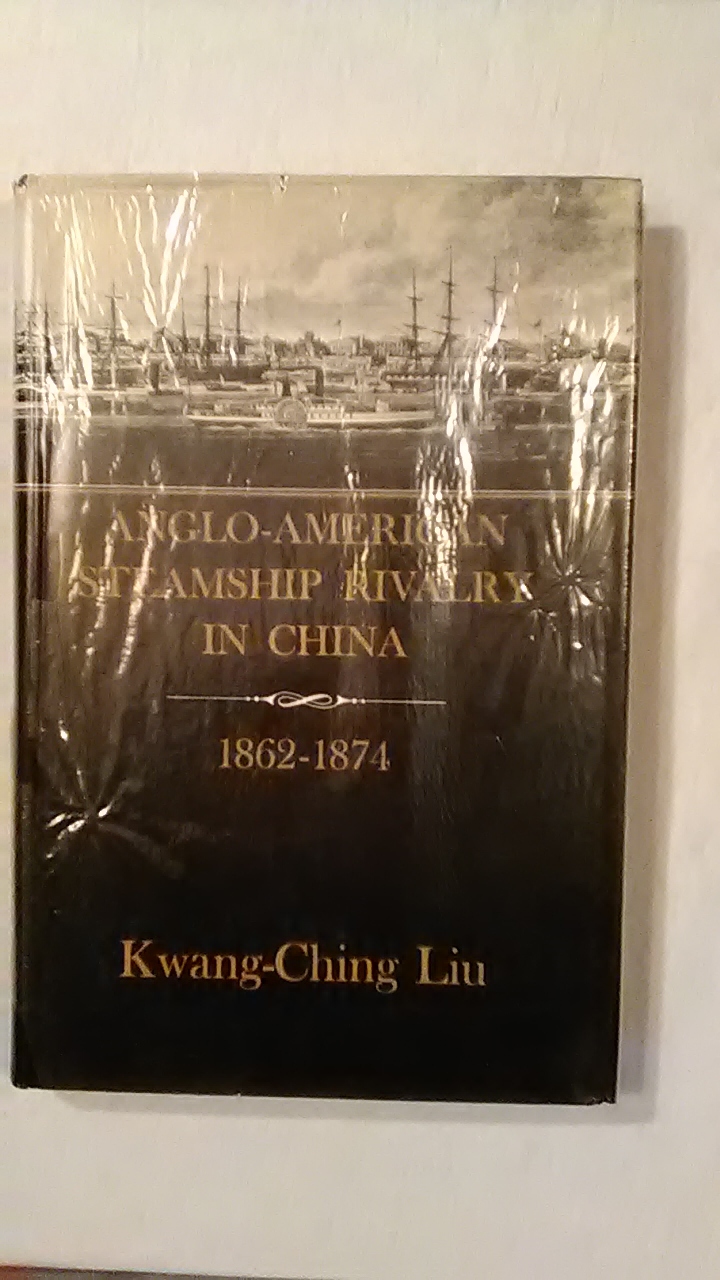 ANGLO-AMERICAN
STEAMSHIP RIVALRY
IN CHINA
1862-1874
Kwang-Ching Liu